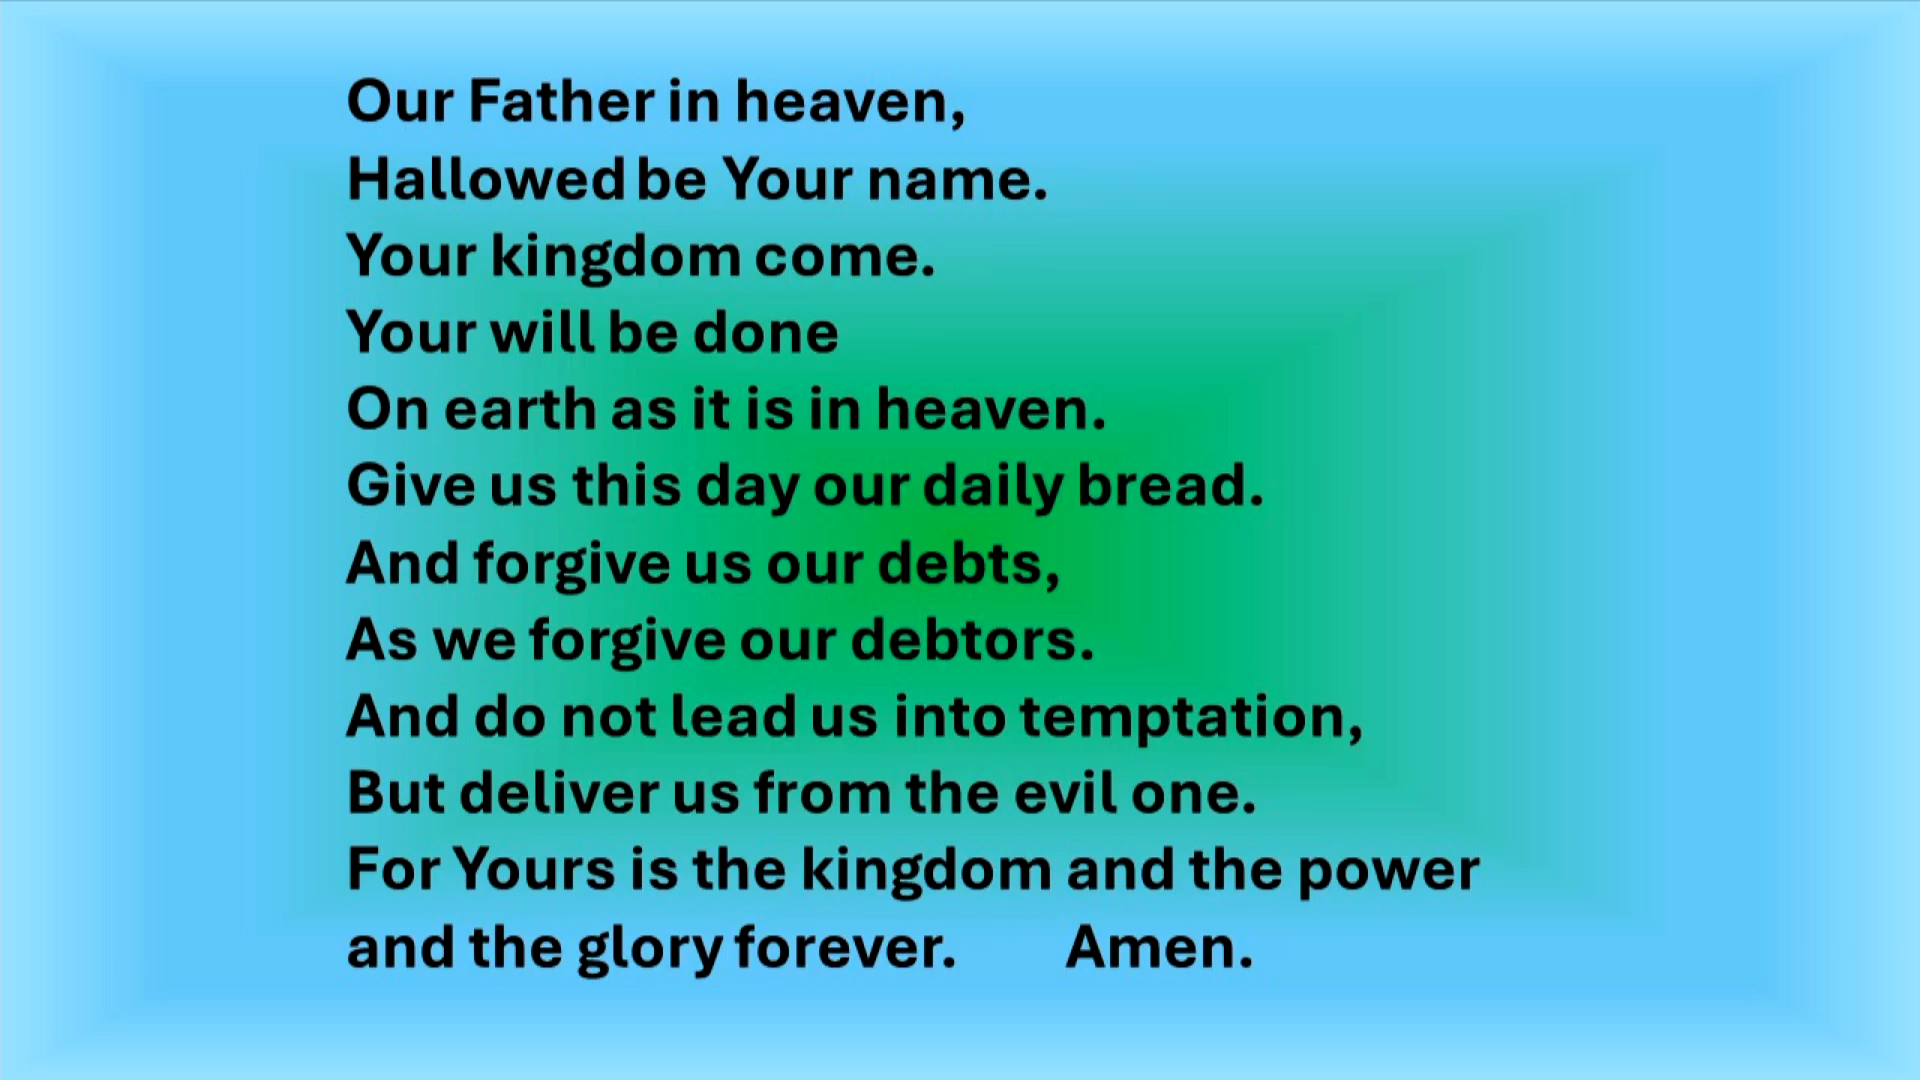 Our Father in heaven,
Hallowed be Your name.
Your kingdom come.
Your will be done
On earth as it is in heaven.
Give us this day our daily bread.
And forgive us our debts,
As we forgive our debtors.
And do not lead us into temptation,
But deliver us from the evil one.
For Yours is the kingdom and the power
and the glory forever. Amen.